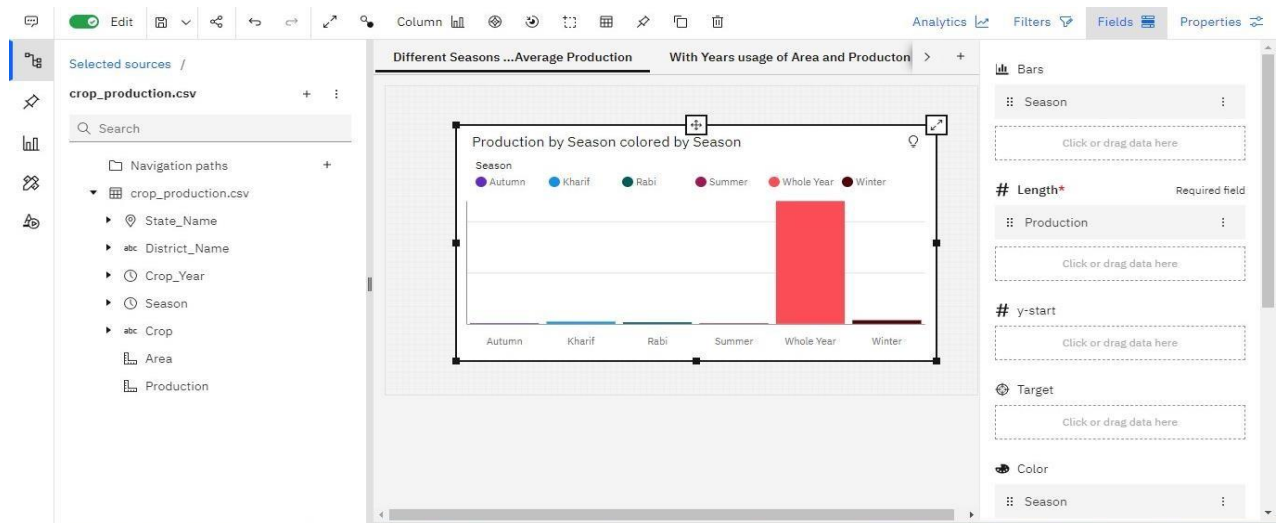 Edit
Column
Analytics
Filters
Fields
Properties
Selected sources /
crop_production.csv
Search
Navigation paths
crop_production.csv
State_Name
abc District_Name
Crop_Year
Season
abc Crop
Area
Production
Different Seasons ...Average Production
With Years usage of Area and Producton
Production by Season colored by Season
Season
Autumn Kharif Rabi Summer Whole Year Winter
Autumn Kharif Rabi Summer Whole Year Winter
Bars
Season
Click or drag data here
# Length* Required field
Production
Click or drag data here
# y-start
Click or drag data here
Target
Click or drag data here
Color
Season